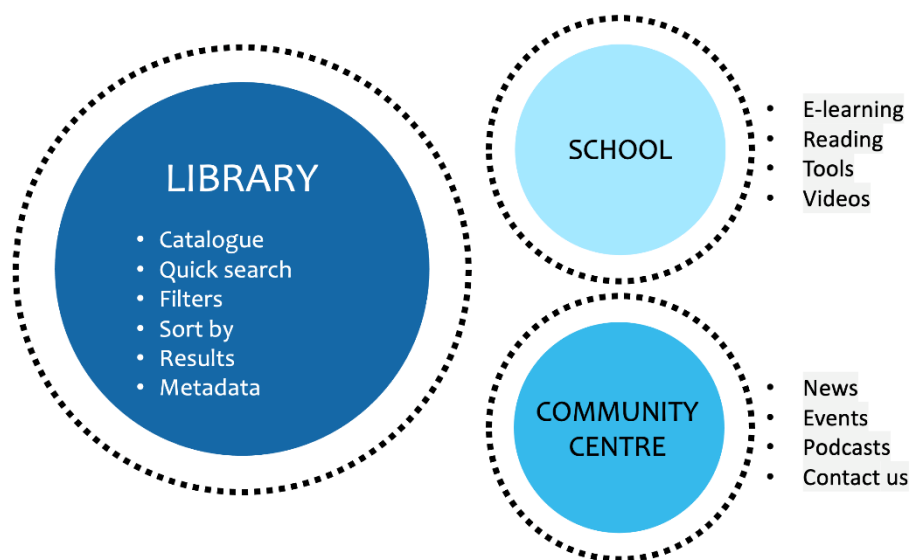 LIBRARY
• Catalogue
• Quick search
• Filters
• Sort by
• Results
• Metadata
SCHOOL
• E-learning
• Reading
• Tools
• Videos
COMMUNITY
CENTRE
• News
• Events
• Podcasts
• Contact us